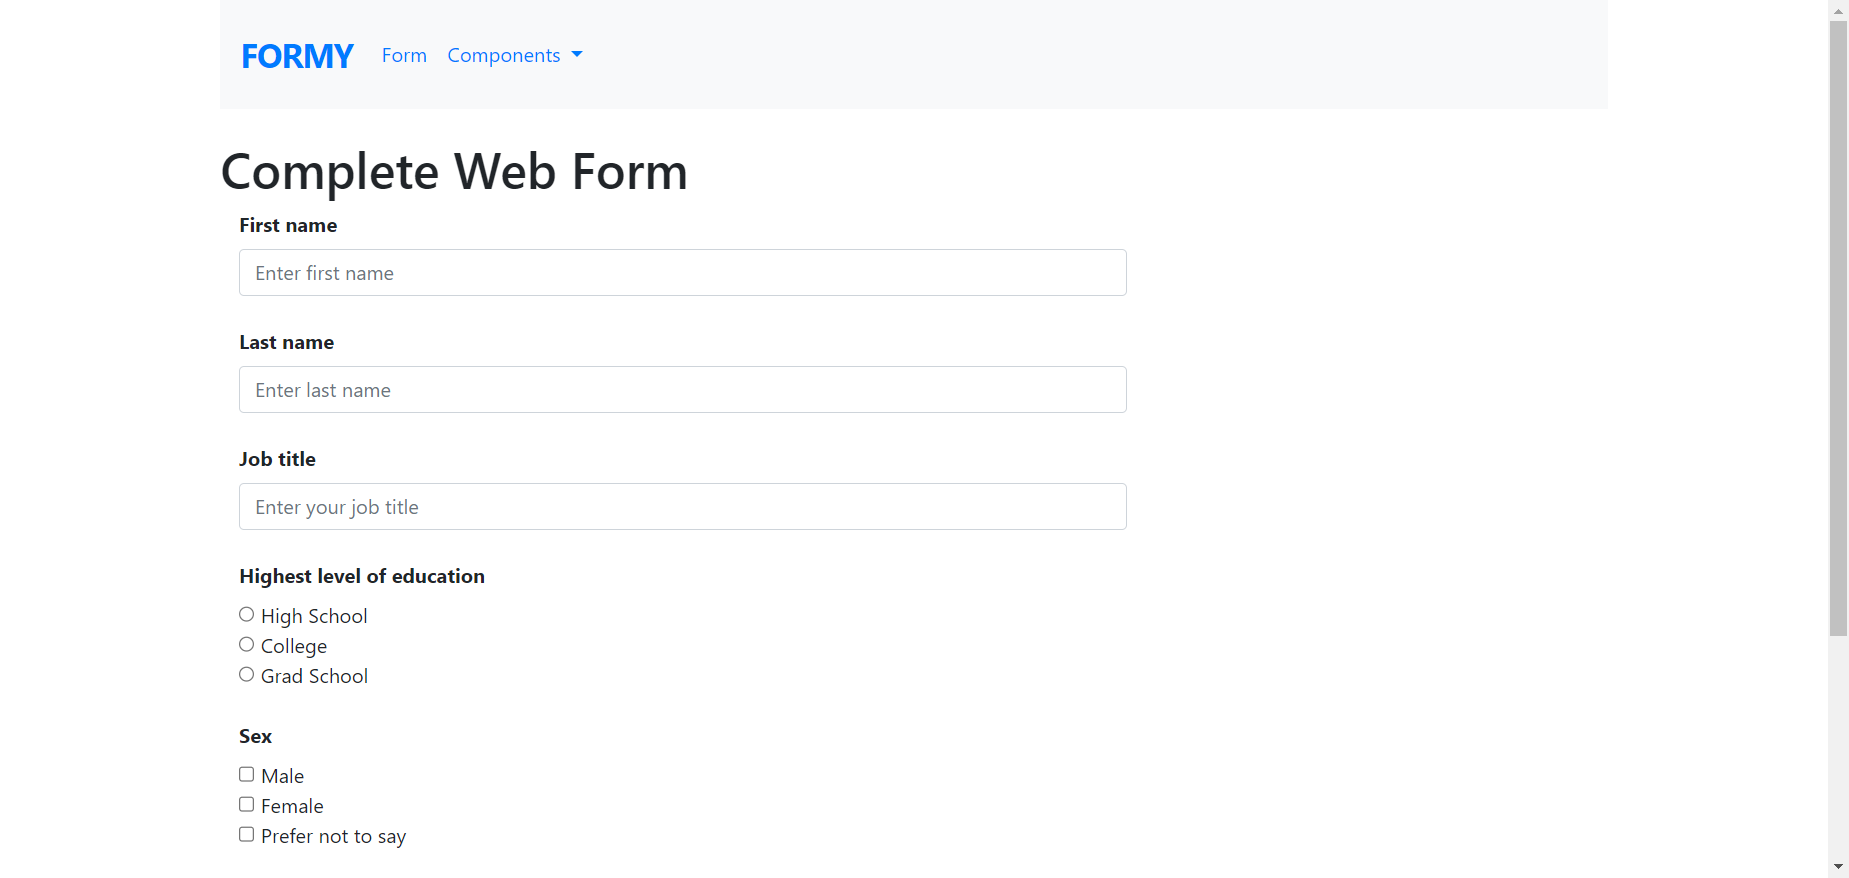 FORMY Form Components
Complete Web Form
First name
Enter first name
Last name
Enter last name
Job title
Enter your job title
Highest level of education
High School
College
Grad School
Sex
Male
Female
Prefer not to say